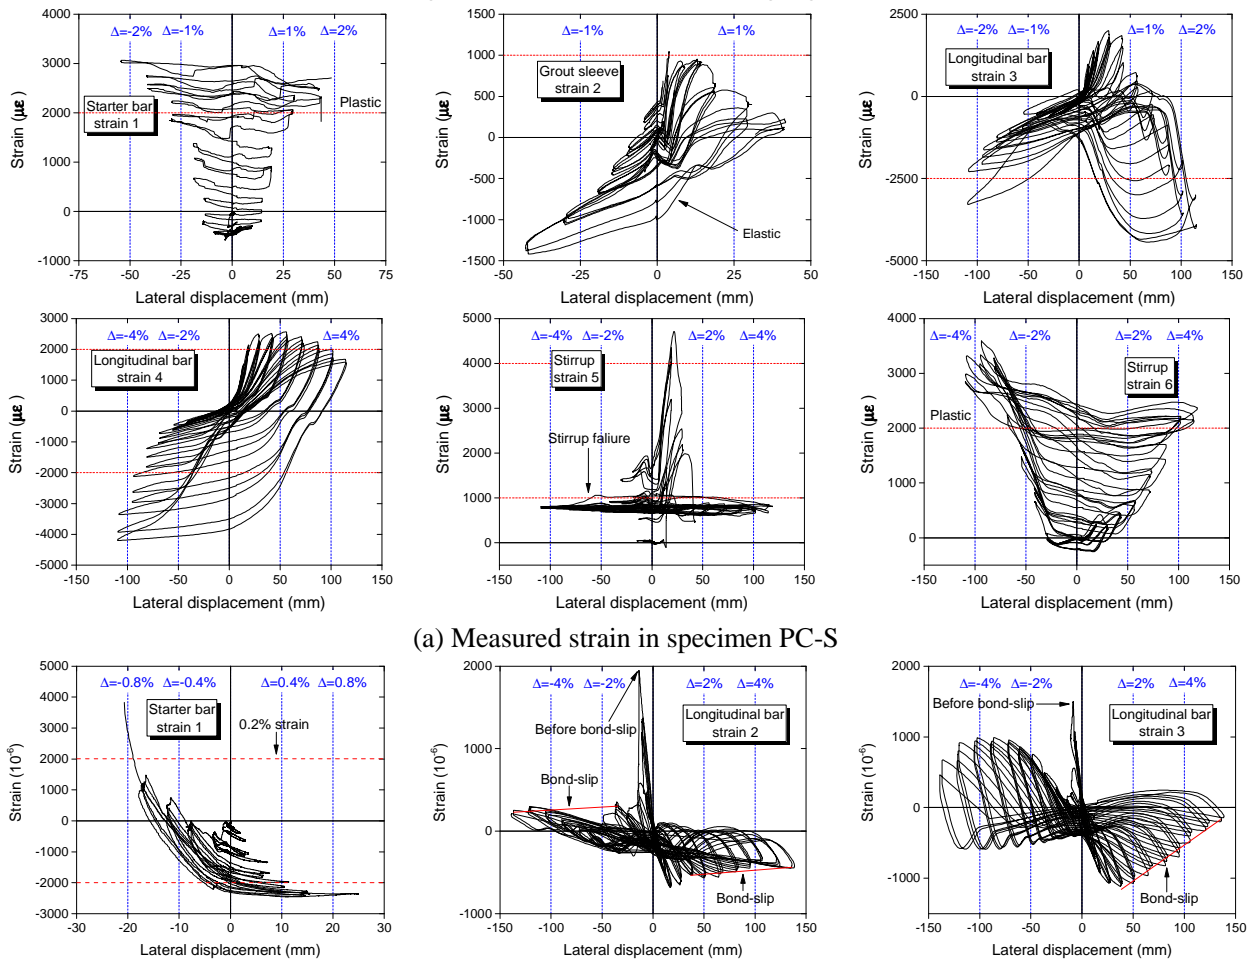 Δ=-2% Δ=-1% Δ=1% Δ=2%
Starter bar
strain 1
Plastic
4000
3000
2000
1000
0
-1000
Strain (με)
-75 -50 -25 0 25 50 75
Lateral displacement (mm)
Δ=-1% Δ=1%
Grout sleeve
strain 2
Elastic
1500
1000
500
0
-500
-1000
-1500
Strain (με)
-50 -25 0 25 50
Lateral displacement (mm)
Δ=-2% Δ=-1% Δ=1% Δ=2%
Longitudinal bar
strain 3
2500
0
-2500
-5000
Strain (με)
-150 -100 -50 0 50 100 150
Lateral displacement (mm)
Δ=-4% Δ=-2% Δ=4%
Longitudinal bar
strain 4
3000
2000
1000
0
-1000
-2000
-3000
-4000
-5000
Strain (με)
-150 -100 -50 0 50 100 150
Lateral displacement (mm)
Δ=-4% Δ=-2% Δ=2% Δ=4%
Stirrup
strain 5
Stirrup faliure
5000
4000
3000
2000
1000
0
Strain (με)
-150 -100 -50 0 50 100 150
Lateral displacement (mm)
Δ=-4% Δ=-2% Δ=2% Δ=4%
Stirrup
strain 6
Plastic
4000
3000
2000
1000
0
Strain (με)
-150 -100 -50 0 50 100 150
Lateral displacement (mm)
(a) Measured strain in specimen PC-S
Δ=-0.8% Δ=-0.4% Δ=0.4% Δ=0.8%
Starter bar
strain 1
0.2% strain
5000
4000
3000
2000
1000
0
-1000
-2000
-3000
Strain (10-6)
-30 -20 -10 0 10 20 30
Lateral displacement (mm)
Δ=-4% Δ=-2% Δ=2% Δ=4%
Before bond-slip
Longitudinal bar
strain 2
Bond-slip
Bond-slip
2000
1000
0
-1000
Strain (10-6)
-150 -100 -50 0 50 100 150
Lateral displacement (mm)
Δ=-4% Δ=-2% Δ=2% Δ=4%
Before bond-slip
Longitudinal bar
strain 3
Bond-slip
2000
1000
0
-1000
Strain (10-6)
-150 -100 -50 0 50 100 150
Lateral displacement (mm)